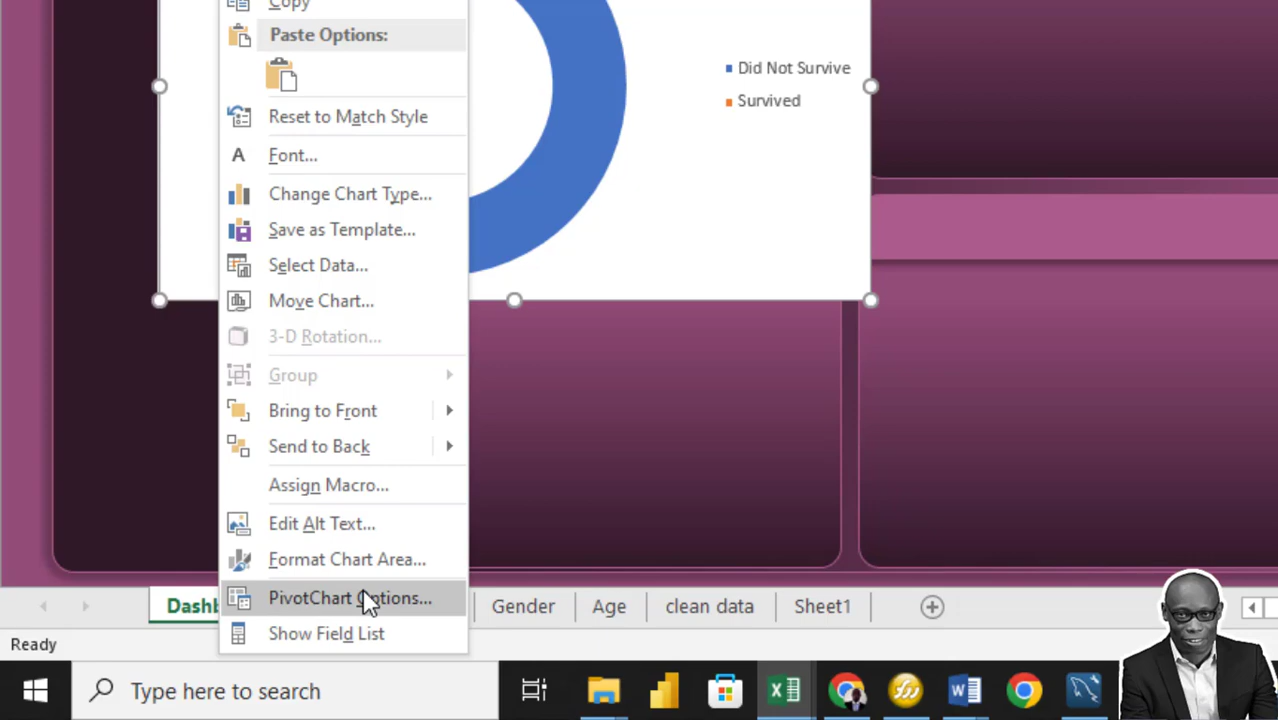 Copy
Paste Options:
Did Not Survive
Survived
Reset to Match Style
Font...
Change Chart Type...
Save as Template...
Select Data...
Move Chart...
3-D Rotation...
Group
Bring to Front
Send to Back
Assign Macro...
Edit Alt Text...
Format Chart Area...
PivotChart Options...
Show Field List
Dashb
Gender
Age
clean data
Sheet1
Ready
Type here to search